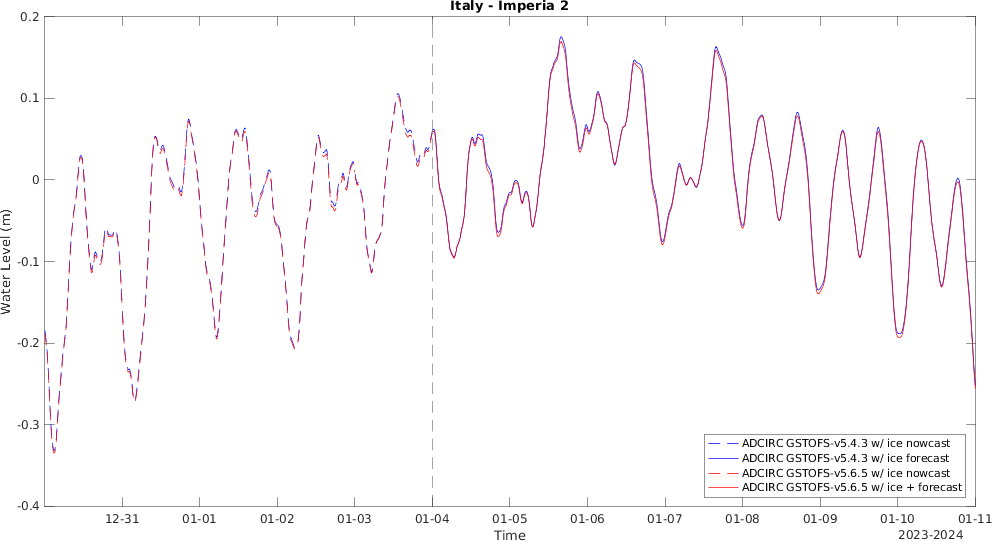 Italy - Imperia 2
0.2
0.1
0
-0.1
-0.2
-0.3
-0.4
Water Level (m)
ADCIRC GSTOFS-v5.4.3 w/ ice nowcast
ADCIRC GSTOFS-v5.4.3 w/ ice forecast
ADCIRC GSTOFS-v5.6.5 w/ ice nowcast
ADCIRC GSTOFS-v5.6.5 w/ ice + forecast
12-31 01-01 01-02 01-03 01-04 01-05 01-06 01-07 01-08 01-09 01-10 01-11
Time
2023-2024